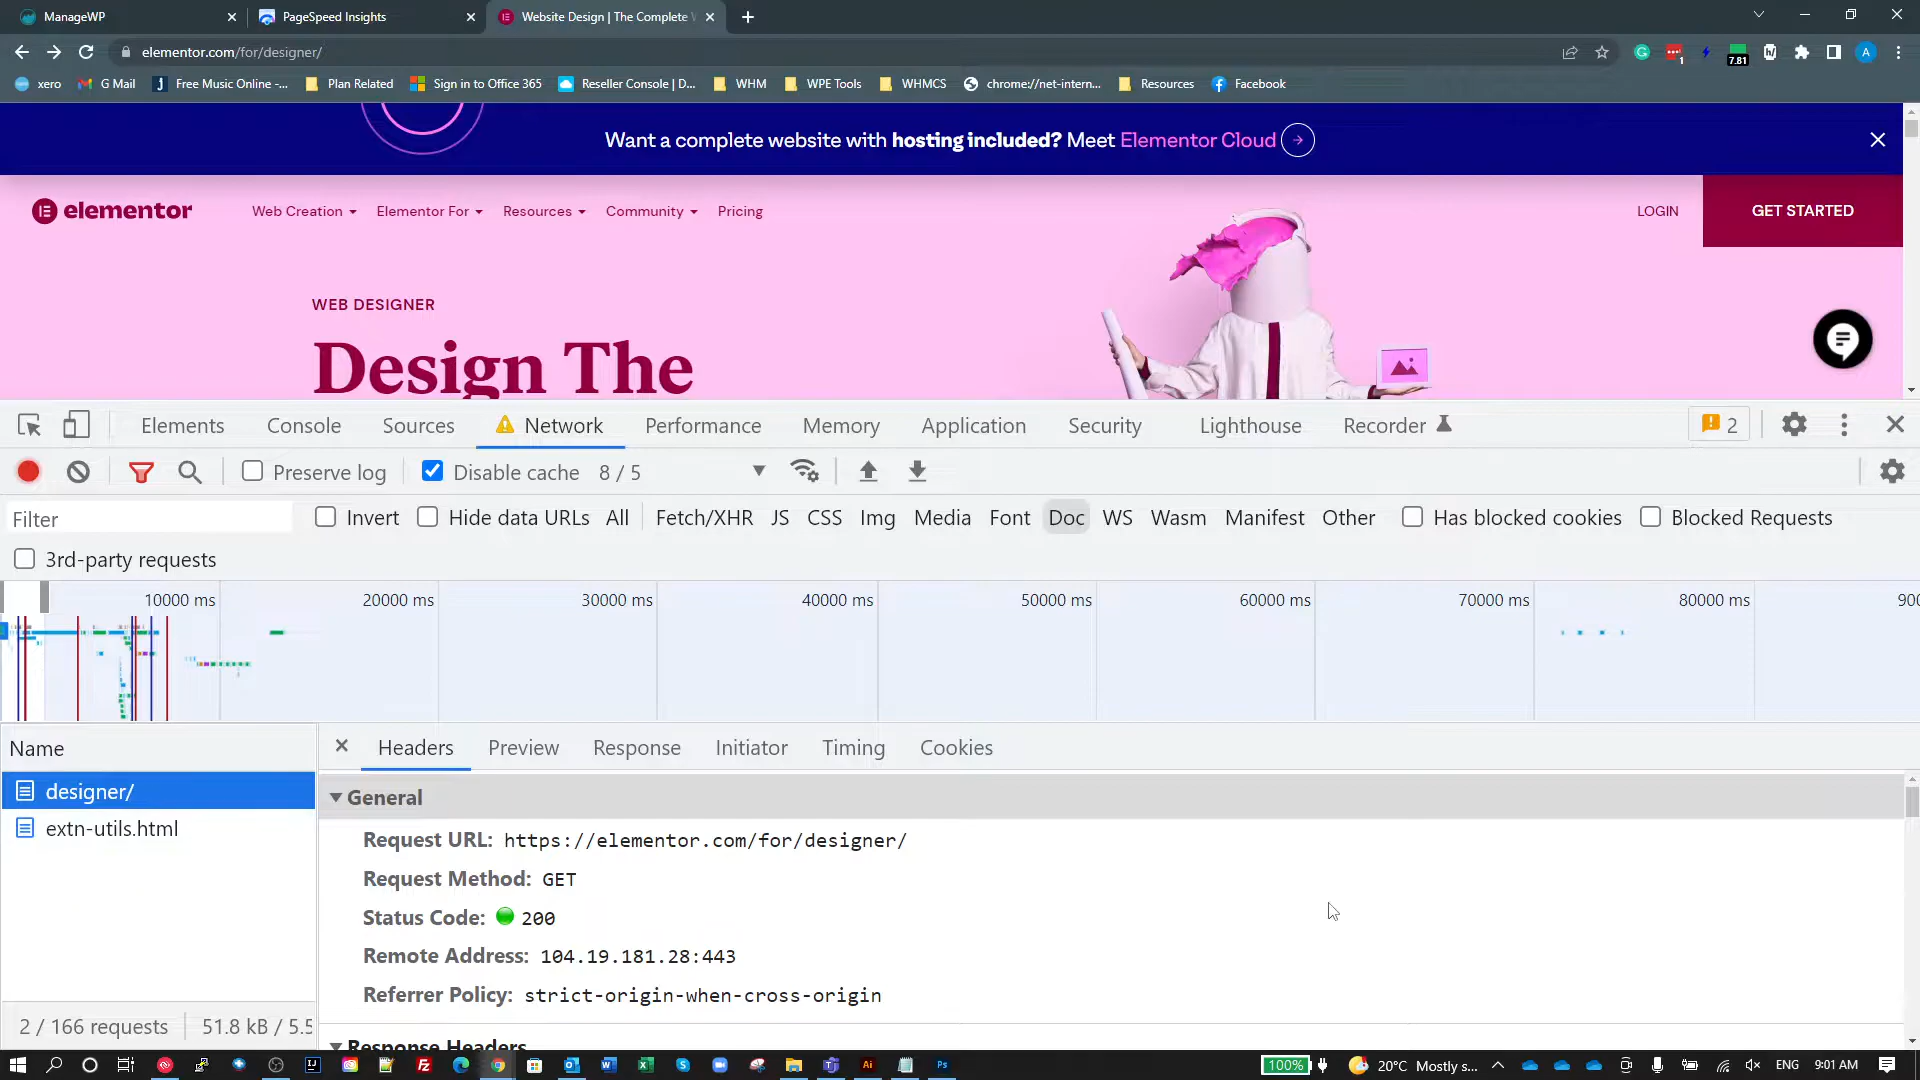 ManageWP
PageSpeed Insights
Website Design | The Complete W
elementor.com/for/designer/
1
7.81
A
xero
G Mail
Free Music Online -...
Plan Related
Sign in to Office 365
Reseller Console | D...
WHM
WPE Tools
WHMCS
chrome://net-intern...
Resources
Facebook
Want a complete website with hosting included? Meet Elementor Cloud
elementor
Web Creation
Elementor For
Resources
Community
Pricing
LOGIN
GET STARTED
WEB DESIGNER
Design The
Elements
Console
Sources
Network
Performance
Memory
Application
Security
Lighthouse
Recorder
2
Preserve log
Disable cache
8 / 5
Filter
Invert
Hide data URLs
All
Fetch/XHR
JS
CSS
Img
Media
Font
Doc
WS
Wasm
Manifest
Other
Has blocked cookies
Blocked Requests
3rd-party requests
10000 ms
20000 ms
30000 ms
40000 ms
50000 ms
60000 ms
70000 ms
80000 ms
900
Name
Headers
Preview
Response
Initiator
Timing
Cookies
designer/
extn-utils.html
General
Request URL: https://elementor.com/for/designer/
Request Method: GET
Status Code: 200
Remote Address: 104.19.181.28:443
Referrer Policy: strict-origin-when-cross-origin
Response Headers
2 / 166 requests
51.8 kB / 5.5
100%
20°C Mostly s...
ENG
9:01 AM